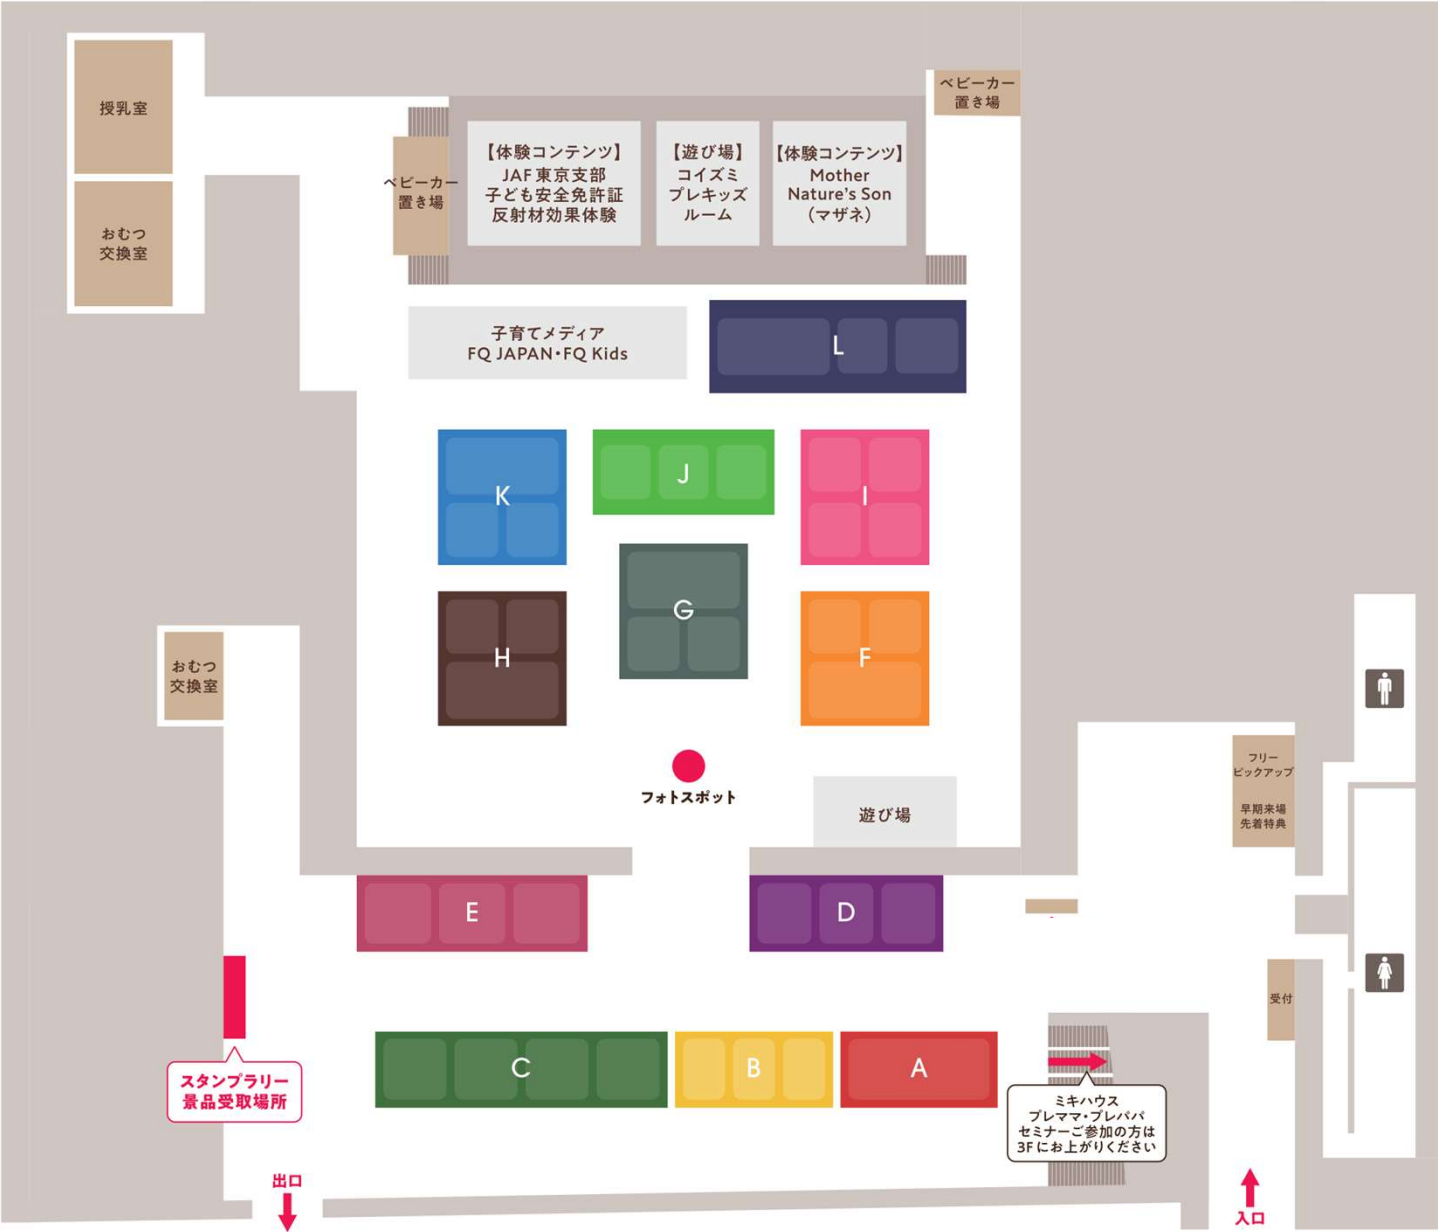 授乳室
おむつ
交換室
ベビーカー
置き場
【体験コンテンツ】
JAF 東京支部
子ども安全免許証
反射材効果体験
【遊び場】
コイズミ
プレキッズ
ルーム
【体験コンテンツ】
Mother
Nature's Son
（マザネ）
ベビーカー
置き場
子育てメディア
FQ JAPAN・FQ Kids
L
K
J
I
H
G
F
おむつ
交換室
フォトスポット
遊び場
フリー
ピックアップ
早期来場
先着特典
E
D
受付
C
B
A
スタンプラリー
景品受取場所
ミキハウス
プレママ・プレパパ
セミナーご参加の方は
3Fにお上がりください
出口
入口